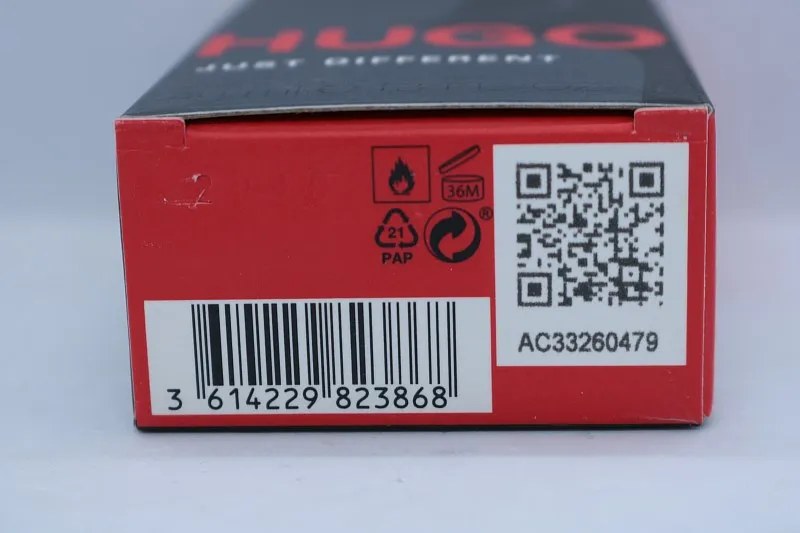 HUGO
JUST DIFFERENT
36M
®
21
PAP
AC33260479
3 614229 823868